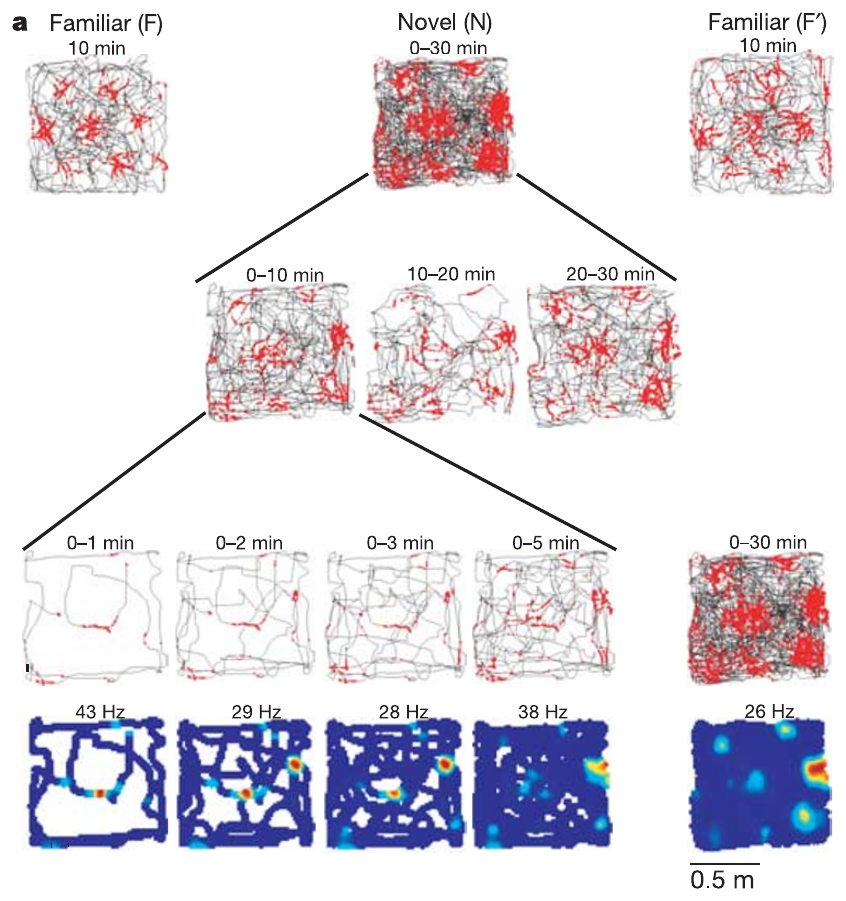 a Familiar (F) Novel (N) Familiar (F′)
10 min 0–30 min 10 min
0–10 min 10–20 min 20–30 min
0–1 min 0–2 min 0–3 min 0–5 min 0–30 min
43 Hz 29 Hz 28 Hz 38 Hz 26 Hz
0.5 m